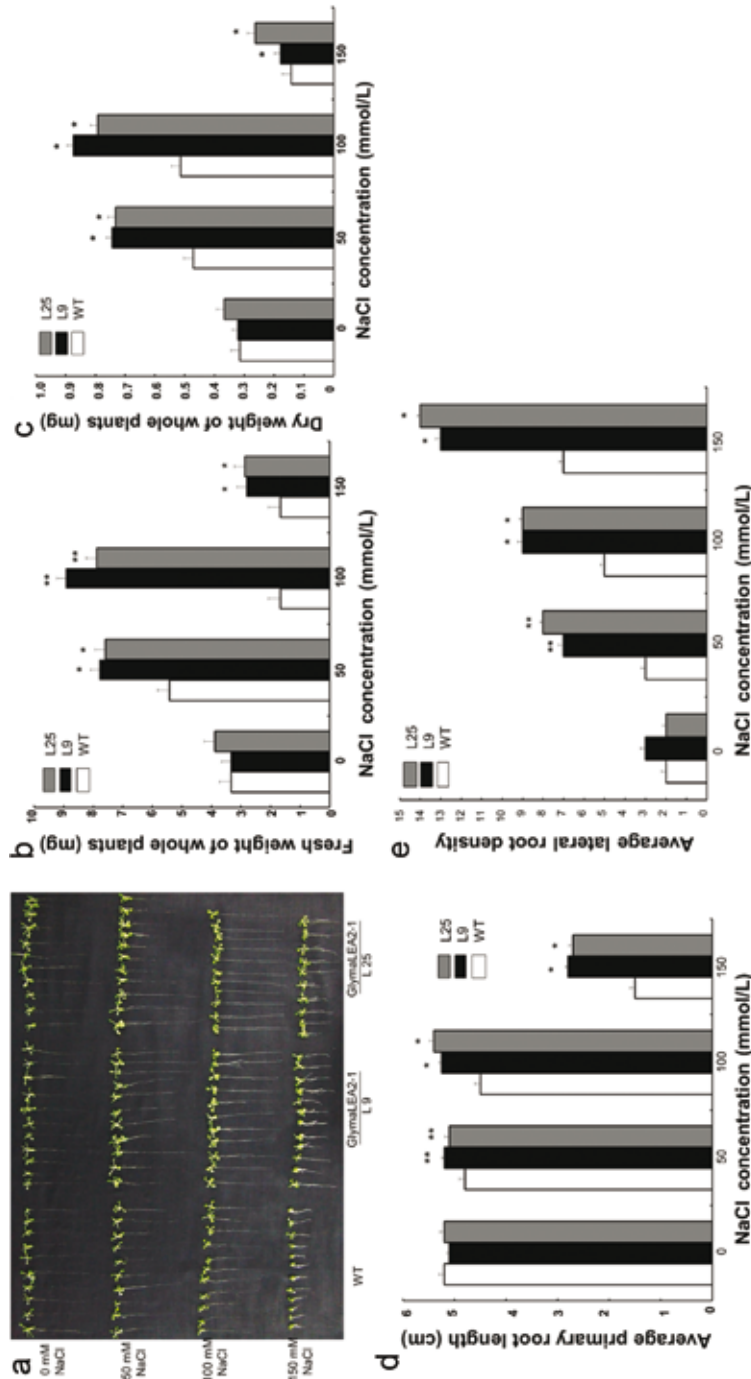 a
0 mM
NaCl
50 mM
NaCl
100 mM
NaCl
150 mM
NaCl
WT
GlymaLEA2-1
L9
GlymaLEA2-1
L 25
b
Fresh weight of whole plants (mg)
10
9
8
7
6
5
4
3
2
1
0
L25
L9
WT
*
*
**
**
*
*
0
50
100
150
NaCl concentration (mmol/L)
c
Dry weight of whole plants (mg)
1.0
0.9
0.8
0.7
0.6
0.5
0.4
0.3
0.2
0.1
0
L25
L9
WT
*
*
*
*
*
*
0
50
100
150
NaCl concentration (mmol/L)
d
Average primary root length (cm)
6
5
4
3
2
1
0
L25
L9
WT
**
**
*
*
*
*
0
50
100
150
NaCl concentration (mmol/L)
e
Average lateral root density
15
14
13
12
11
10
9
8
7
6
5
4
3
2
1
0
L25
L9
WT
**
**
*
*
*
*
0
50
100
150
NaCl concentration (mmol/L)